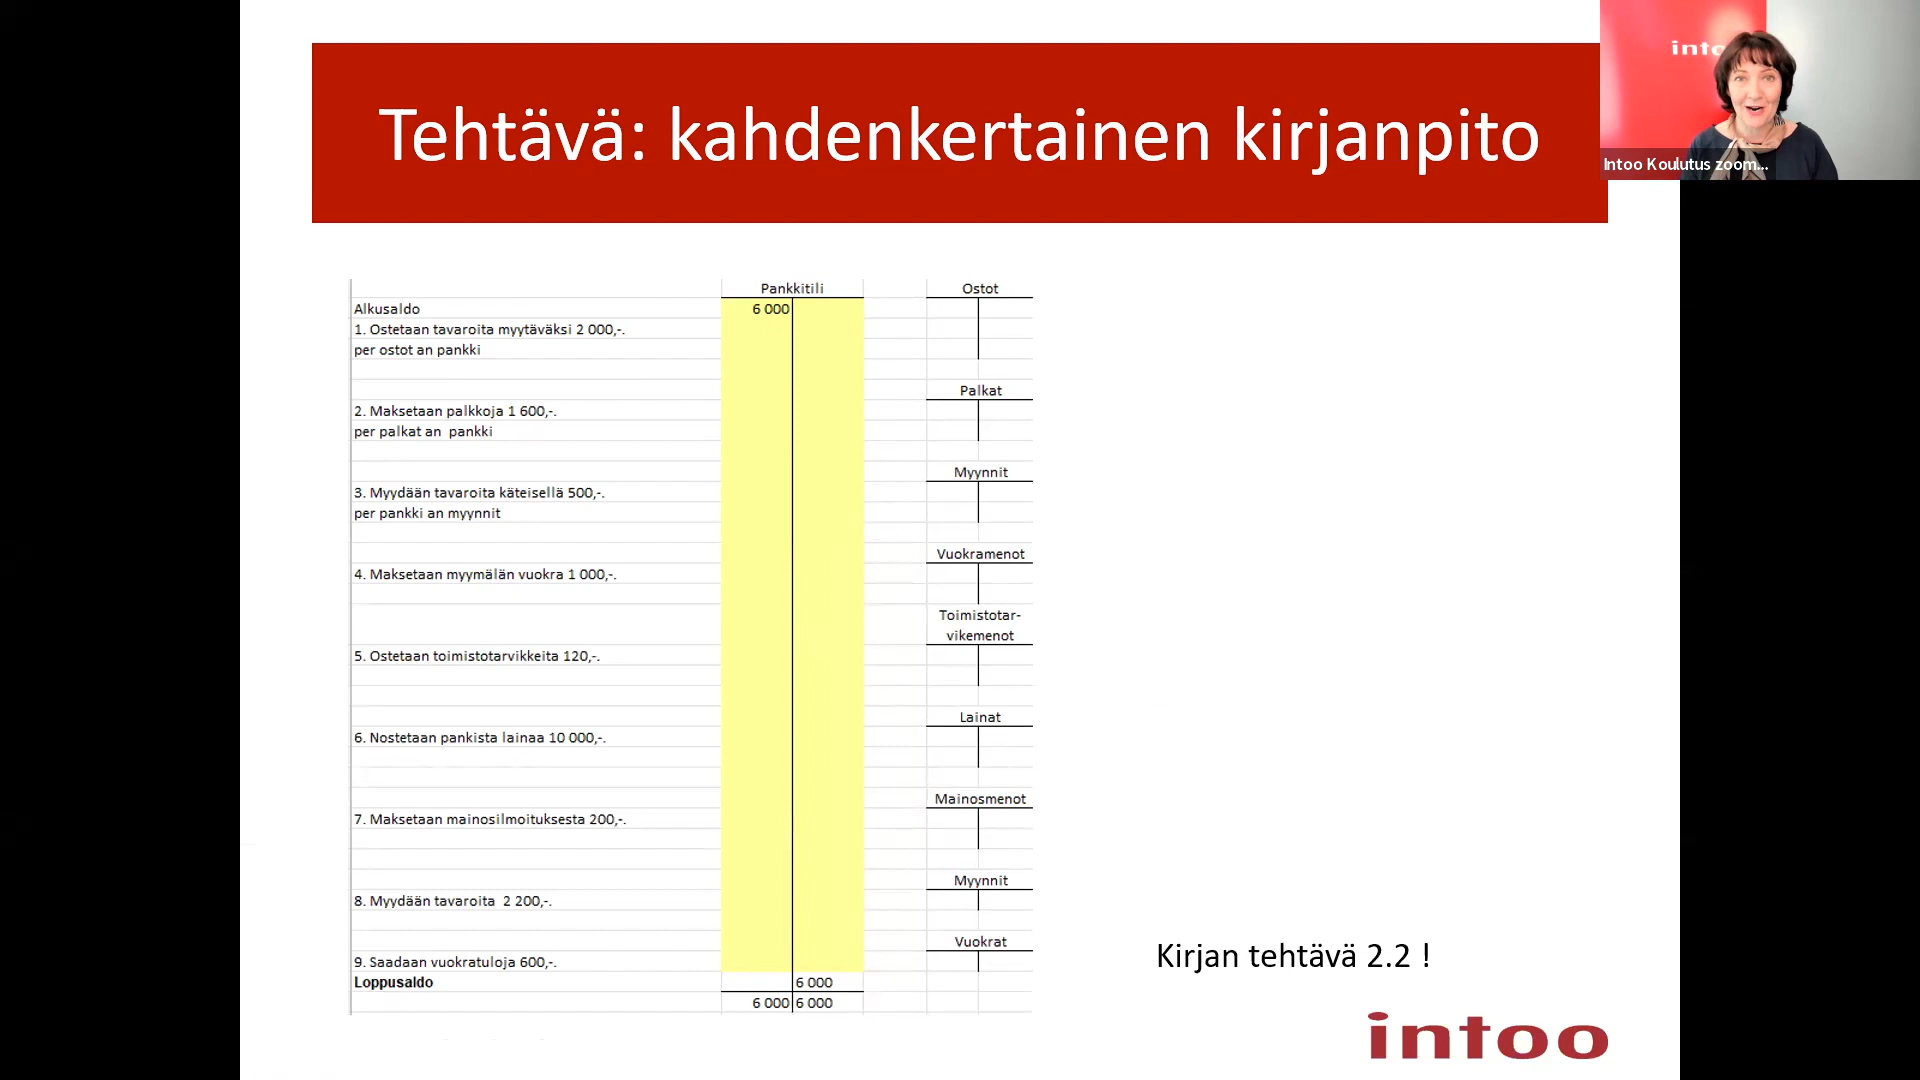 Tehtävä: kahdenkertainen kirjanpito
into
Intoo Koulutus zoom...
Pankkitili
Ostot
Alkusaldo
6 000
1. Ostetaan tavaroita myytäväksi 2 000,-.
per ostot an pankki
Palkat
2. Maksetaan palkkoja 1 600,-.
per palkat an  pankki
Myynnit
3. Myydään tavaroita käteisellä 500,-.
per pankki an myynnit
Vuokramenot
4. Maksetaan myymälän vuokra 1 000,-.
Toimistotar-
vikemenot
5. Ostetaan toimistotarvikkeita 120,-.
Lainat
6. Nostetaan pankista lainaa 10 000,-.
Mainosmenot
7. Maksetaan mainosilmoituksesta 200,-.
Myynnit
8. Myydään tavaroita  2 200,-.
Vuokrat
9. Saadaan vuokratuloja 600,-.
Loppusaldo
6 000
6 000 6 000
Kirjan tehtävä 2.2 !
intoo